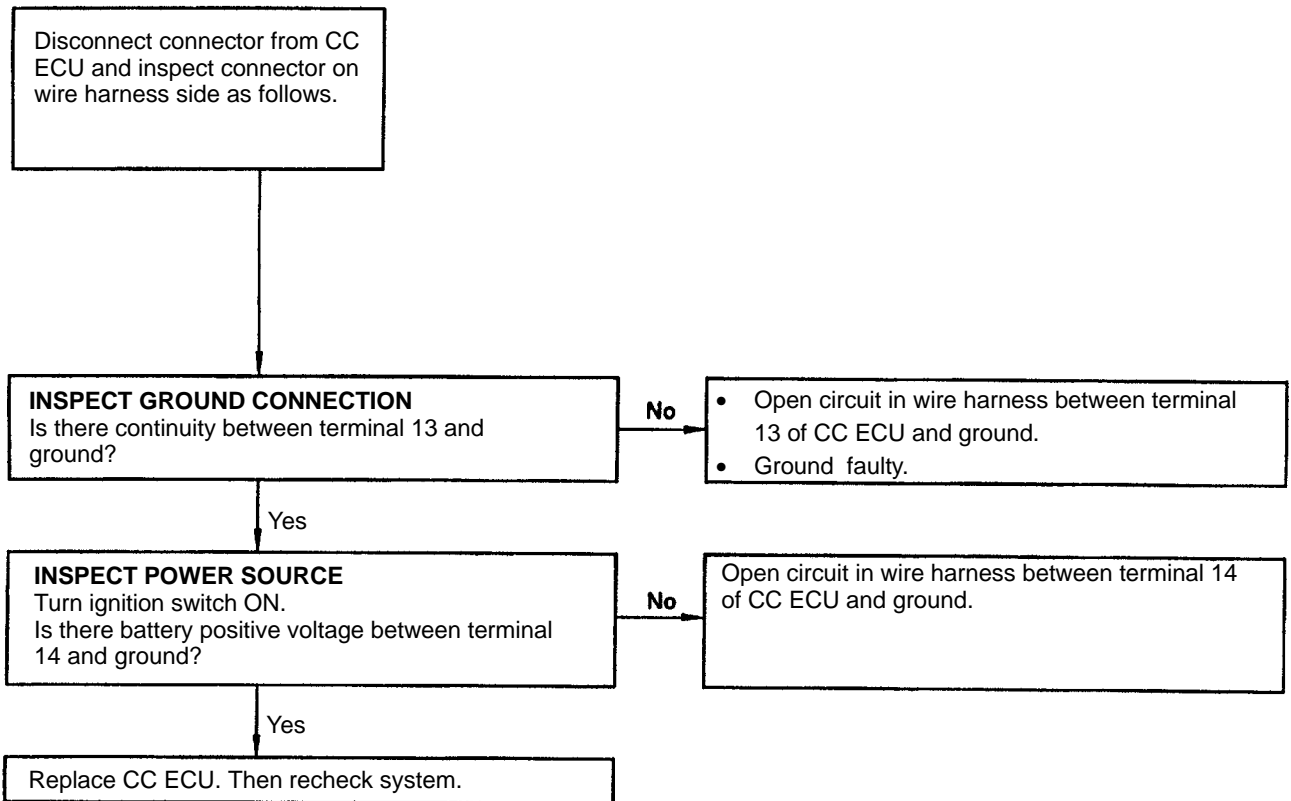 Disconnect connector from CC
ECU and inspect connector on
wire harness side as follows.
INSPECT GROUND CONNECTION
Is there continuity between terminal 13 and
ground?
No
• Open circuit in wire harness between terminal
13 of CC ECU and ground.
• Ground faulty.
Yes
INSPECT POWER SOURCE
Turn ignition switch ON.
Is there battery positive voltage between terminal
14 and ground?
No
Open circuit in wire harness between terminal 14
of CC ECU and ground.
Yes
Replace CC ECU. Then recheck system.